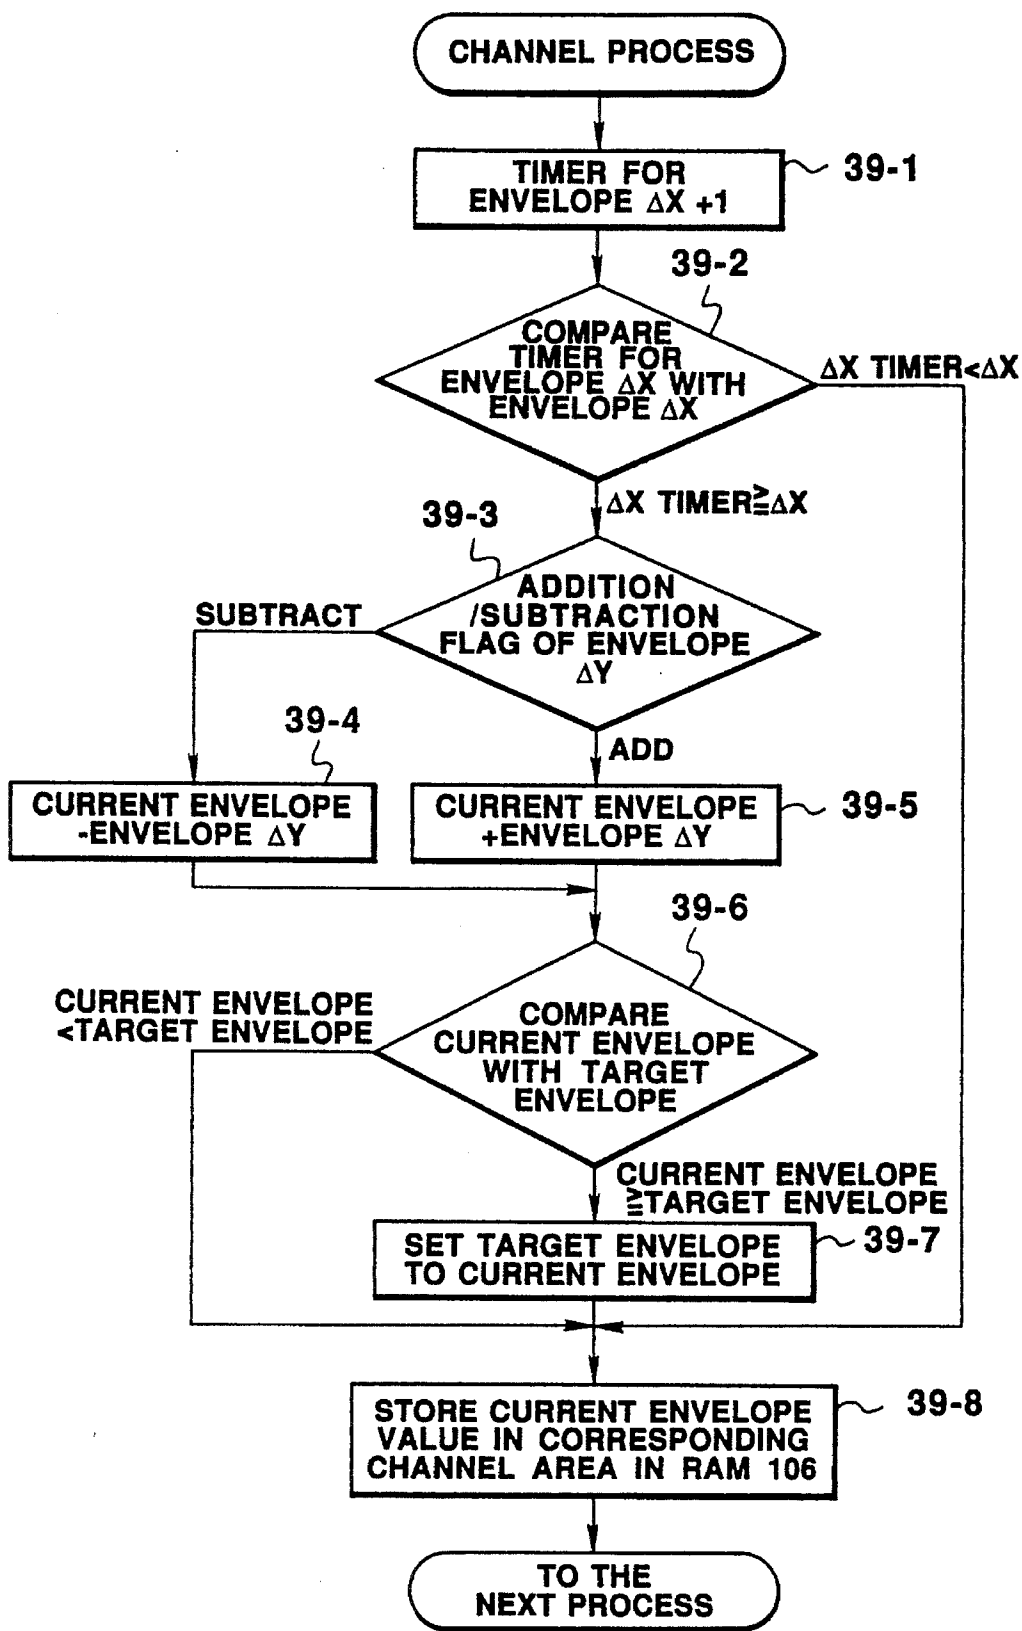 CHANNEL PROCESS
TIMER FOR
ENVELOPE ΔX +1
39-1
39-2
COMPARE
TIMER FOR
ENVELOPE ΔX WITH
ENVELOPE ΔX
ΔX TIMER<ΔX
ΔX TIMER≧ΔX
39-3
ADDITION
/SUBTRACTION
FLAG OF ENVELOPE
ΔY
SUBTRACT
ADD
39-4
CURRENT ENVELOPE
-ENVELOPE ΔY
CURRENT ENVELOPE
+ENVELOPE ΔY
39-5
39-6
CURRENT ENVELOPE
<TARGET ENVELOPE
COMPARE
CURRENT ENVELOPE
WITH TARGET
ENVELOPE
CURRENT ENVELOPE
≧TARGET ENVELOPE
SET TARGET ENVELOPE
TO CURRENT ENVELOPE
39-7
STORE CURRENT ENVELOPE
VALUE IN CORRESPONDING
CHANNEL AREA IN RAM 106
39-8
TO THE
NEXT PROCESS